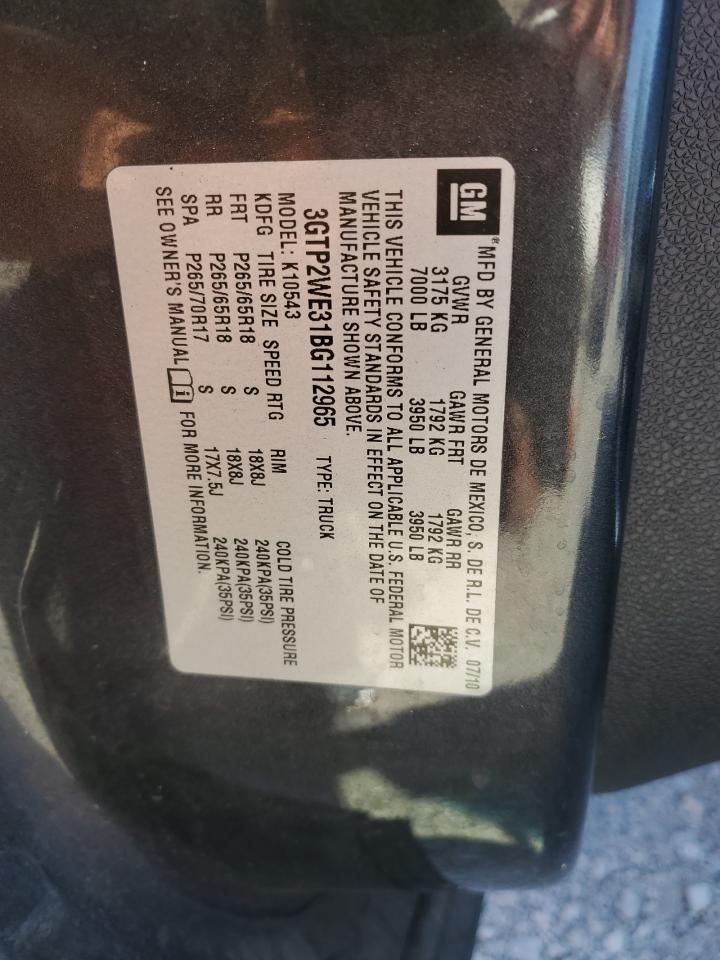 GM
® MFD BY GENERAL MOTORS DE MEXICO, S. DE R.L. DE C.V. 07/10
GVWR GAWR FRT GAWR RR
3175 KG 1792 KG 1792 KG
7000 LB 3950 LB 3950 LB
THIS VEHICLE CONFORMS TO ALL APPLICABLE U.S. FEDERAL MOTOR
VEHICLE SAFETY STANDARDS IN EFFECT ON THE DATE OF
MANUFACTURE SHOWN ABOVE.
3GTP2WE31BG112965 TYPE: TRUCK
MODEL: K10543
KDFG TIRE SIZE SPEED RTG RIM COLD TIRE PRESSURE
FRT P265/65R18 S 18X8J 240KPA(35PSI)
RR P265/65R18 S 18X8J 240KPA(35PSI)
SPA P265/70R17 S 17X7.5J 240KPA(35PSI)
SEE OWNER'S MANUAL i FOR MORE INFORMATION.